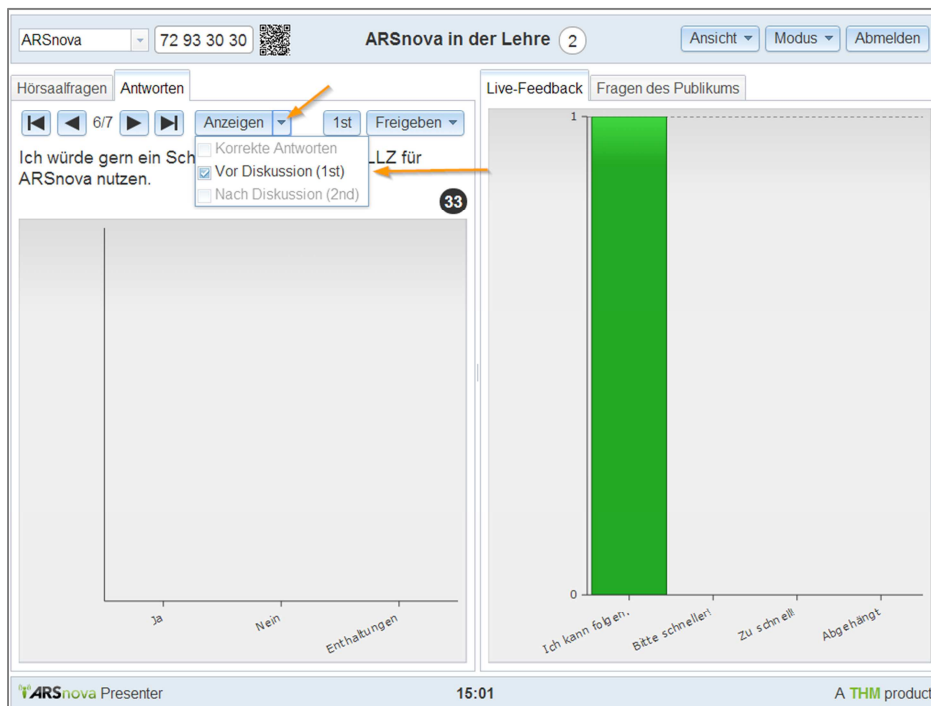 ARSnova 72 93 30 30 ARSnova in der Lehre 2 Ansicht Modus Abmelden
Hörsaalfragen Antworten
6/7 Anzeigen 1st Freigeben
Korrekte Antworten
Vor Diskussion (1st)
Nach Diskussion (2nd)
Ich würde gern ein Sch LLZ für
ARSnova nutzen.
33
Ja Nein Enthaltungen
Live-Feedback Fragen des Publikums
1
0
Ich kann folgen. Bitte schneller! Zu schnell! Abgehängt
ARSnova Presenter 15:01 A THM product